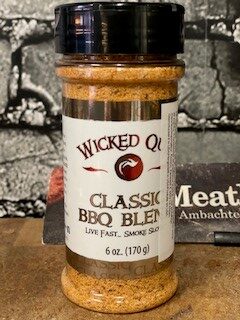 WICKED QU
CLASSIC
BBQ BLEN
LIVE FAST.. SMOKE SLO
6 oz. (170 g)
Meat
Ambachte